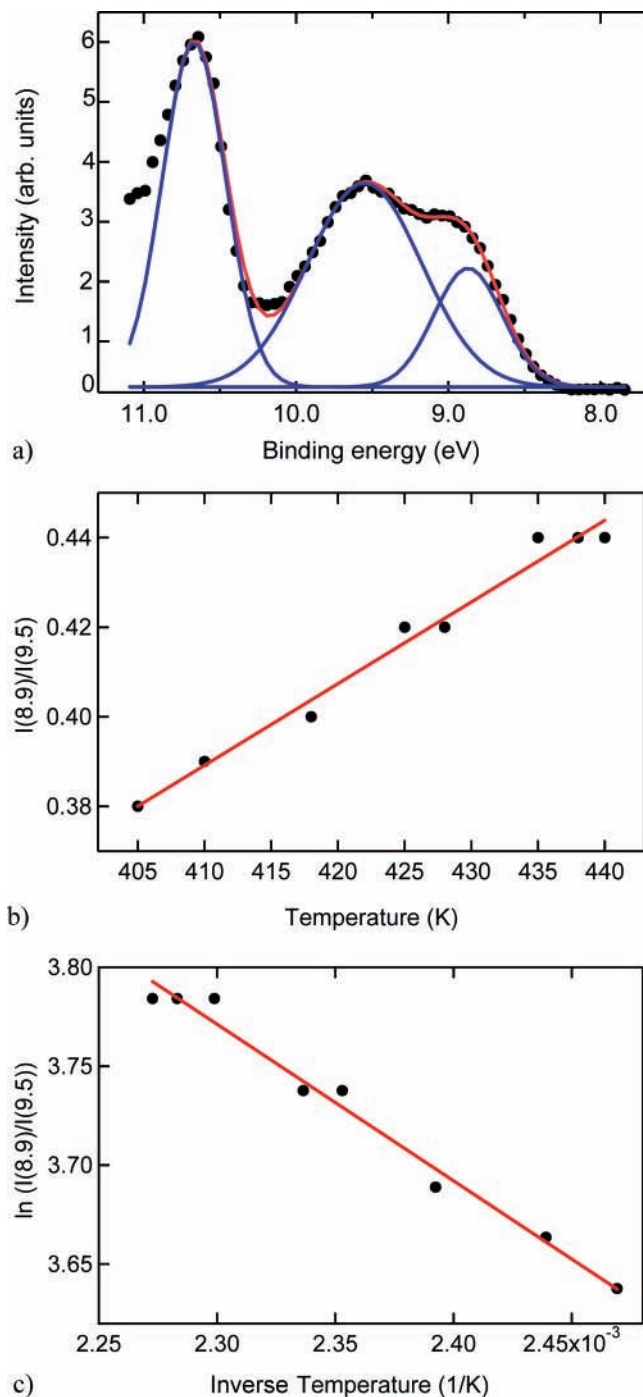 6
5
4
3
2
1
0
Intensity (arb. units)
11.0 10.0 9.0 8.0
Binding energy (eV)
a)
0.44
0.42
0.40
0.38
I(8.9)/I(9.5)
405 410 415 420 425 430 435 440
Temperature (K)
b)
3.80
3.75
3.70
3.65
ln (I(8.9)/I(9.5))
2.25 2.30 2.35 2.40 2.45x10⁻³
Inverse Temperature (1/K)
c)